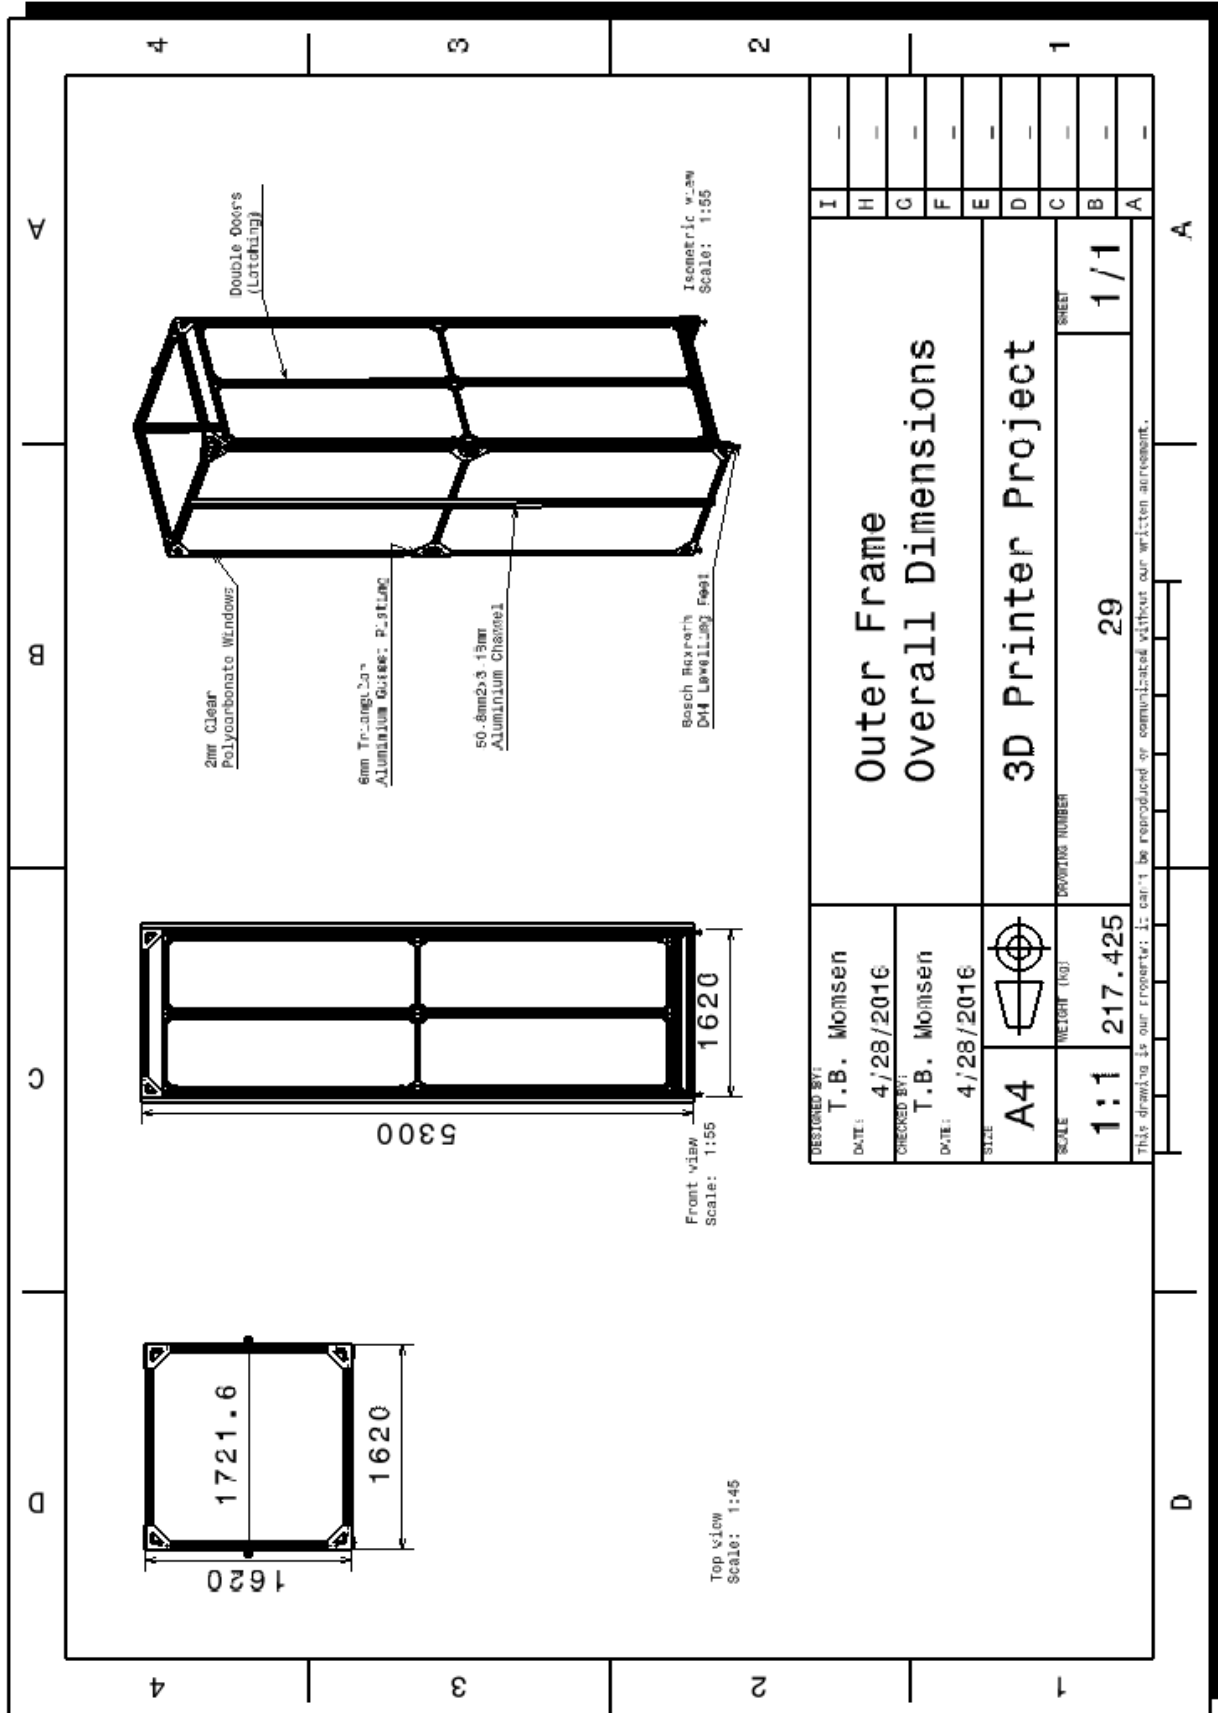 D
C
B
A
4
4
3
3
2
2
1
1
1620
1721.6
1620
Top view
Scale: 1:45
5300
1620
Front view
Scale: 1:55
2mm Clear
Polycarbonate Windows
6mm Triangular
Aluminium Gusset Plating
Aluminium Channel
Bosch Rexroth
Levelling Feet
Double Doors
(Latching)
Isometric view
Scale: 1:55
DESIGNED BY:
T.B. Momsen
DATE:
4/28/2016
CHECKED BY:
T.B. Momsen
DATE:
4/28/2016
SIZE
A4
SCALE
1:1
WEIGHT (kg)
217.425
Outer Frame
Overall Dimensions
3D Printer Project
DRAWING NUMBER
29
SHEET
1/1
I –
H –
G –
F –
E –
D –
C –
B –
A –
This drawing is our property; it can't be reproduced or communicated without our written agreement.
D
A